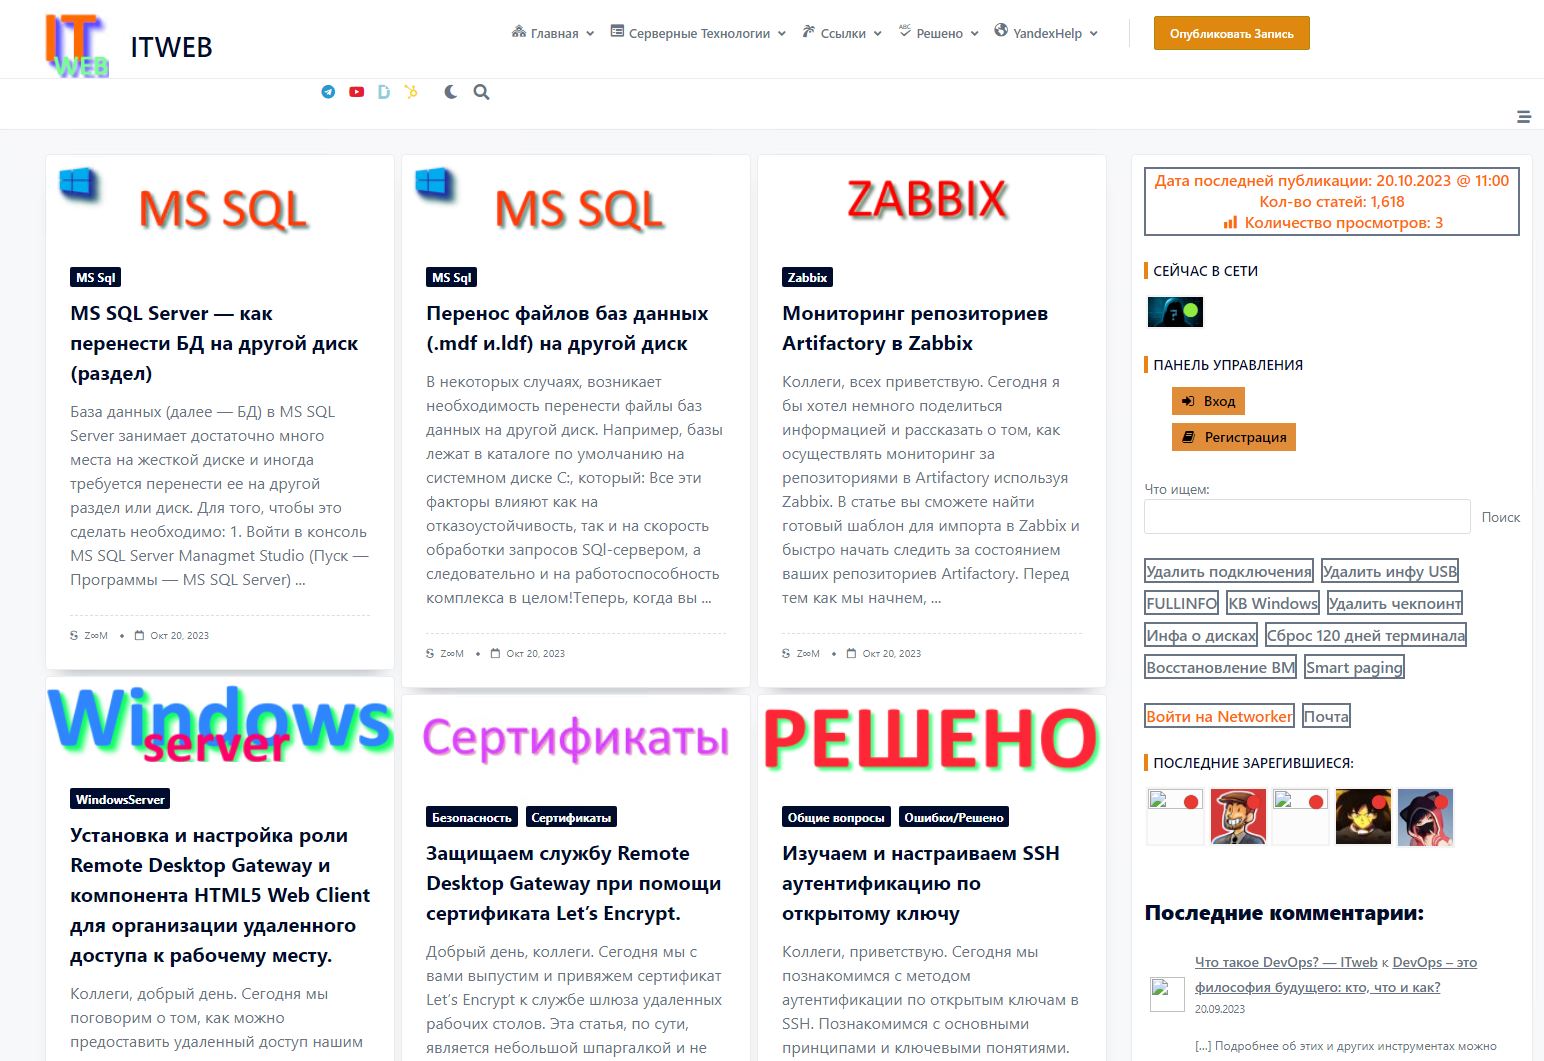 IT
WEB
ITWEB
Главная
Серверные Технологии
Ссылки
ABC
Решено
YandexHelp
Опубликовать Запись
MS SQL
MS Sql
MS SQL Server — как
перенести БД на другой диск
(раздел)
База данных (далее — БД) в MS SQL
Server занимает достаточно много
места на жесткой диске и иногда
требуется перенести ее на другой
раздел или диск. Для того, чтобы это
сделать необходимо: 1. Войти в консоль
MS SQL Server Managmet Studio (Пуск —
Программы — MS SQL Server) ...
Z∞M
Окт 20, 2023
MS SQL
MS Sql
Перенос файлов баз данных
(.mdf и.ldf) на другой диск
В некоторых случаях, возникает
необходимость перенести файлы баз
данных на другой диск. Например, базы
лежат в каталоге по умолчанию на
системном диске C:, который: Все эти
факторы влияют как на
отказоустойчивость, так и на скорость
обработки запросов SQl-сервером, а
следовательно и на работоспособность
комплекса в целом!Теперь, когда вы ...
Z∞M
Окт 20, 2023
ZABBIX
Zabbix
Мониторинг репозиториев
Artifactory в Zabbix
Коллеги, всех приветствую. Сегодня я
бы хотел немного поделиться
информацией и рассказать о том, как
осуществлять мониторинг за
репозиториями в Artifactory используя
Zabbix. В статье вы сможете найти
готовый шаблон для импорта в Zabbix и
быстро начать следить за состоянием
ваших репозиториев Artifactory. Перед
тем как мы начнем, ...
Z∞M
Окт 20, 2023
Windows
server
WindowsServer
Установка и настройка роли
Remote Desktop Gateway и
компонента HTML5 Web Client
для организации удаленного
доступа к рабочему месту.
Коллеги, добрый день. Сегодня мы
поговорим о том, как можно
предоставить удаленный доступ нашим
Сертификаты
Безопасность
Сертификаты
Защищаем службу Remote
Desktop Gateway при помощи
сертификата Let’s Encrypt.
Добрый день, коллеги. Сегодня мы с
вами выпустим и привяжем сертификат
Let’s Encrypt к службе шлюза удаленных
рабочих столов. Эта статья, по сути,
является небольшой шпаргалкой и не
РЕШЕНО
Общие вопросы
Ошибки/Решено
Изучаем и настраиваем SSH
аутентификацию по
открытому ключу
Коллеги, приветствую. Сегодня мы
познакомимся с методом
аутентификации по открытым ключам в
SSH. Познакомимся с основными
принципами и ключевыми понятиями.
Дата последней публикации: 20.10.2023 @ 11:00
Кол-во статей: 1,618
Количество просмотров: 3
СЕЙЧАС В СЕТИ
ПАНЕЛЬ УПРАВЛЕНИЯ
Вход
Регистрация
Что ищем:
Поиск
Удалить подключения Удалить инфу USB
FULLINFO KB Windows Удалить чекпоинт
Инфа о дисках Сброс 120 дней терминала
Восстановление ВМ Smart paging
Войти на Networker Почта
ПОСЛЕДНИЕ ЗАРЕГИВШИЕСЯ:
Последние комментарии:
Что такое DevOps? — ITweb к DevOps – это
философия будущего: кто, что и как?
20.09.2023
[...] Подробнее об этих и других инструментах можно